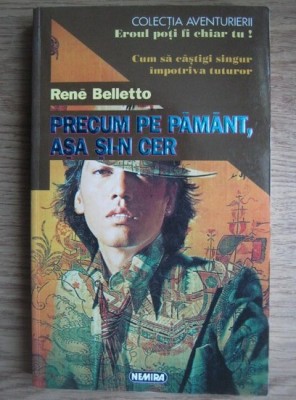 COLECȚIA AVENTURIERII
Eroul poți fi chiar tu !
Cum să câștigi singur
împotriva tuturor
René Belletto
PRECUM PE PĂMÂNT,
AȘA ȘI-N CER
NEMIRA